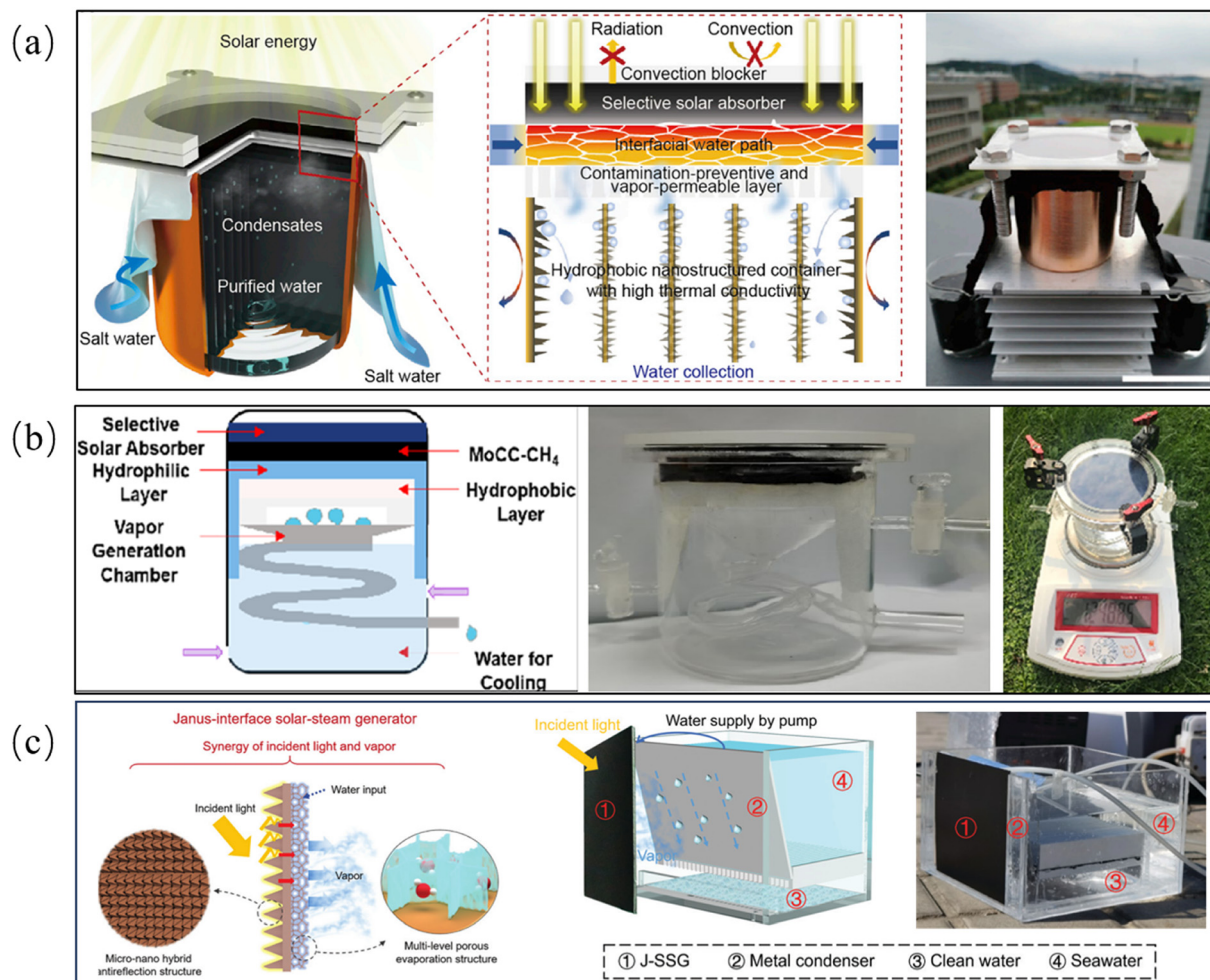 (a)
Solar energy
Condensates
Purified water
Salt water
Salt water
Radiation
Convection
Convection blocker
Selective solar absorber
Interfacial water path
Contamination-preventive and
vapor-permeable layer
Hydrophobic nanostructured container
with high thermal conductivity
Water collection
(b)
Selective
Solar Absorber
Hydrophilic
Layer
Vapor
Generation
Chamber
MoCC-CH4
Hydrophobic
Layer
Water for
Cooling
(c)
Janus-interface solar-steam generator
Synergy of incident light and vapor
Incident light
Water input
Vapor
Micro-nano hybrid
antireflection structure
Multi-level porous
evaporation structure
Incident light
Water supply by pump
①
②
④
Vapor
③
①
②
④
③
① J-SSG ② Metal condenser ③ Clean water ④ Seawater